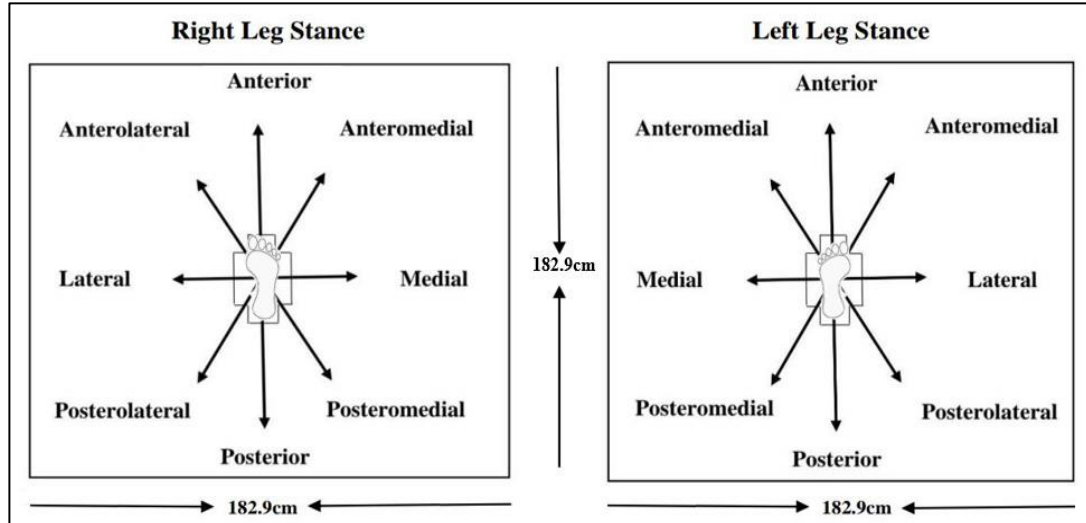 Right Leg Stance
Anterior
Anterolateral
Anteromedial
Lateral
Medial
Posterolateral
Posteromedial
Posterior
182.9cm
182.9cm
Left Leg Stance
Anterior
Anteromedial
Anteromedial
Medial
Lateral
Posteromedial
Posterolateral
Posterior
182.9cm